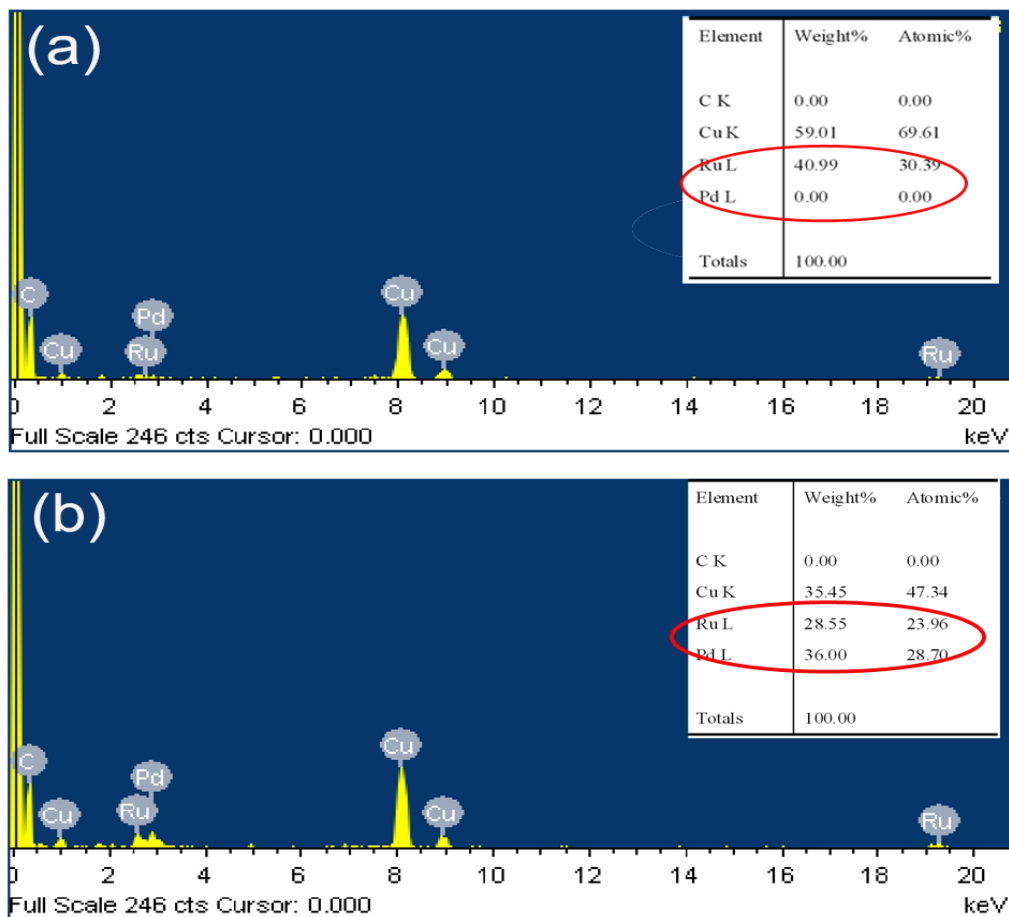 (a)
Element Weight% Atomic%
C K 0.00 0.00
Cu K 59.01 69.61
Ru L 40.99 30.39
Pd L 0.00 0.00
Totals 100.00
C
Cu
Pd
Ru
Cu
Cu
Ru
0 2 4 6 8 10 12 14 16 18 20
Full Scale 246 cts Cursor: 0.000 keV
(b)
Element Weight% Atomic%
C K 0.00 0.00
Cu K 35.45 47.34
Ru L 28.55 23.96
Pd L 36.00 28.70
Totals 100.00
C
Cu
Pd
Ru
Cu
Cu
Ru
0 2 4 6 8 10 12 14 16 18 20
Full Scale 246 cts Cursor: 0.000 keV